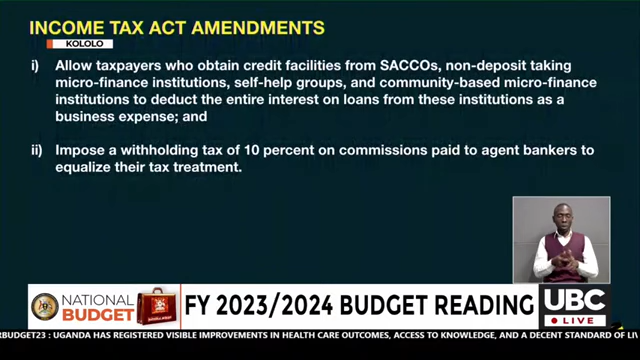 INCOME TAX ACT AMENDMENTS
KOLOLO
i) Allow taxpayers who obtain credit facilities from SACCOs, non-deposit taking
micro-finance institutions, self-help groups, and community-based micro-finance
institutions to deduct the entire interest on loans from these institutions as a
business expense; and
ii) Impose a withholding tax of 10 percent on commissions paid to agent bankers to
equalize their tax treatment.
NATIONAL
BUDGET
FY 2023/2024 BUDGET READING
UBC
LIVE
RBUDGET23 : UGANDA HAS REGISTERED VISIBLE IMPROVEMENTS IN HEALTH CARE OUTCOMES, ACCESS TO KNOWLEDGE, AND A DECENT STANDARD OF LI